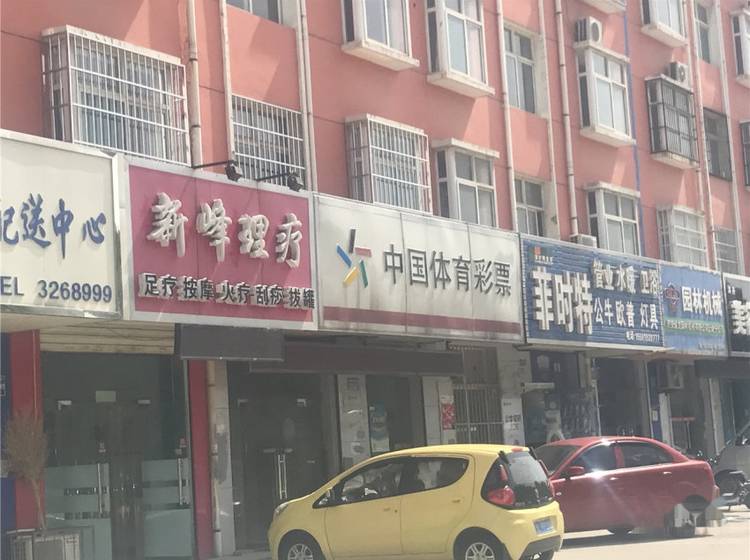 配送中心
TEL 3268999
新峰理疗
足疗 按摩 火疗 刮痧 拔罐
中国体育彩票
菲时特
管业 水暖 卫浴
公牛 欧普 灯具
园林机械